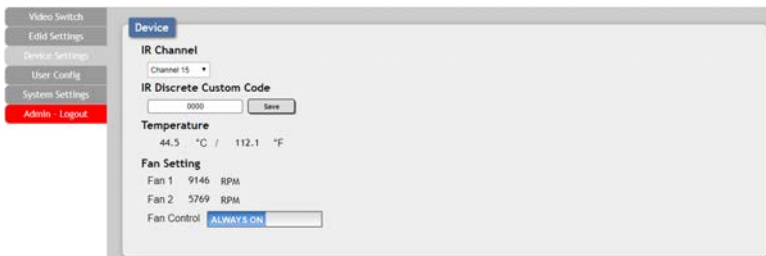 Video Switch
Edid Settings
Device Settings
User Config
System Settings
Admin - Logout
Device
IR Channel
Channel 15
IR Discrete Custom Code
0000 Save
Temperature
44.5 °C / 112.1 °F
Fan Setting
Fan 1 9146 RPM
Fan 2 5769 RPM
Fan Control ALWAYS ON